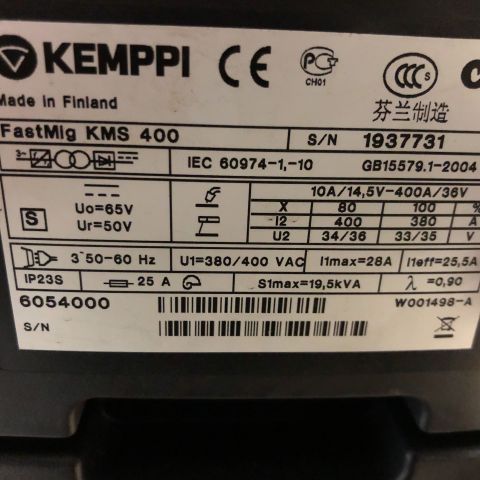 KEMPPI CE PCT CCC S
CH01
Made in Finland 芬兰制造
FastMig KMS 400 S/N 1937731
3~ IEC 60974-1,-10 GB15579.1-2004
10A/14,5V-400A/36V
X 80 100 %
S Uo=65V I2 400 380 A
Ur=50V U2 34/36 33/35 V
3~50-60 Hz U1=380/400 VAC I1max=28A I1eff=25,5A
IP23S 25 A S1max=19,5kVA λ =0,90
6054000 W001498-A
S/N